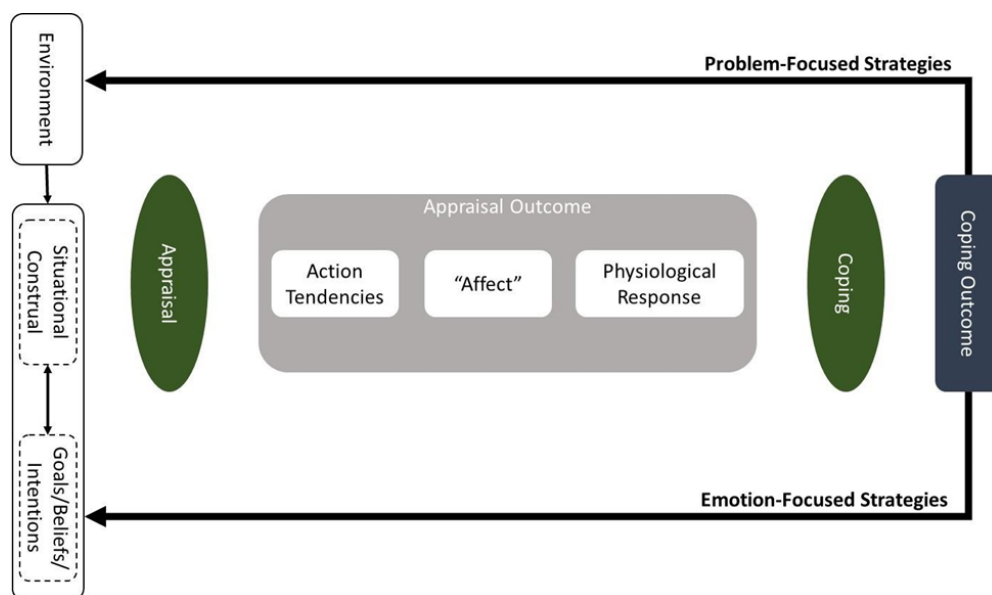 Environment
Situational
Construal
Goals/Beliefs/
Intentions
Appraisal
Appraisal Outcome
Action
Tendencies
“Affect”
Physiological
Response
Coping
Coping Outcome
Problem-Focused Strategies
Emotion-Focused Strategies